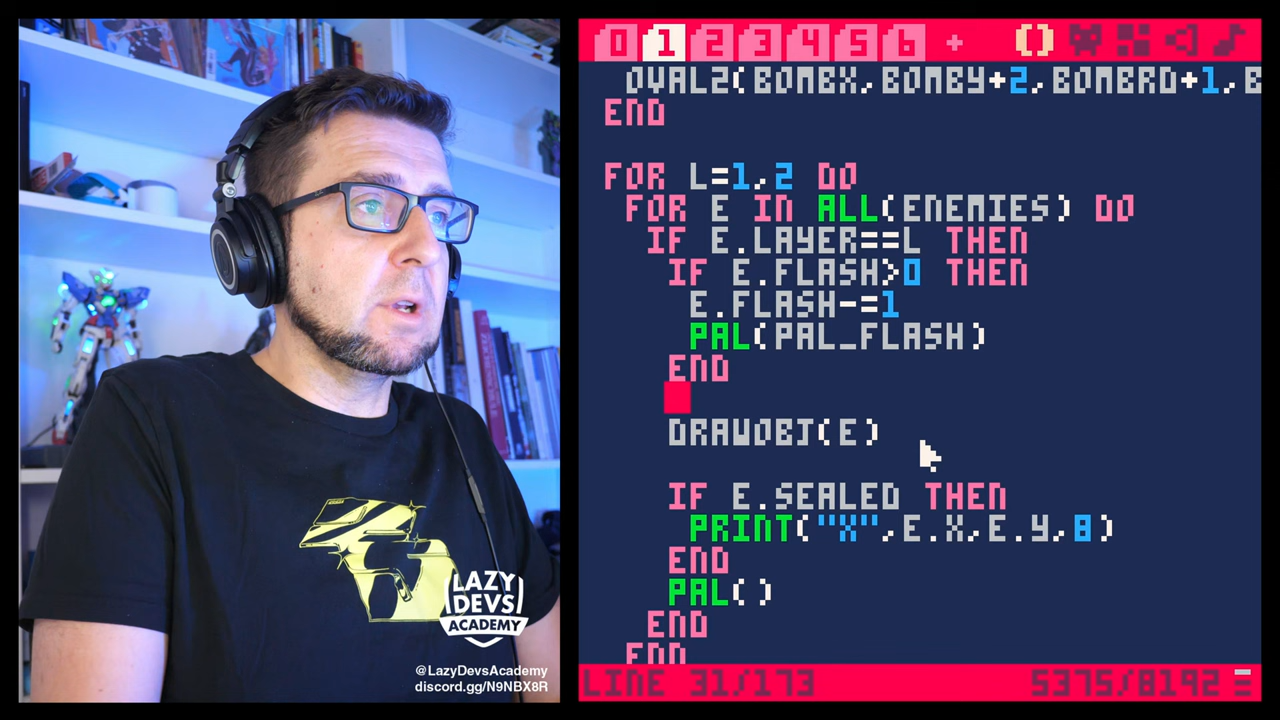 0 1 2 3 4 5 6 + ()
OVAL2(BOMBX,BOMBY+2,BOMBRD+1,B
END
FOR L=1,2 DO
FOR E IN ALL(ENEMIES) DO
IF E.LAYER==L THEN
IF E.FLASH>0 THEN
E.FLASH-=1
PAL(PAL_FLASH)
END
DRAWOBJ(E)
IF E.SEALED THEN
PRINT("X",E.X,E.Y,8)
END
PAL()
END
END
LINE 31/173 5375/8192
LAZY
DEVS
ACADEMY
@LazyDevsAcademy
discord.gg/N9NBX8R